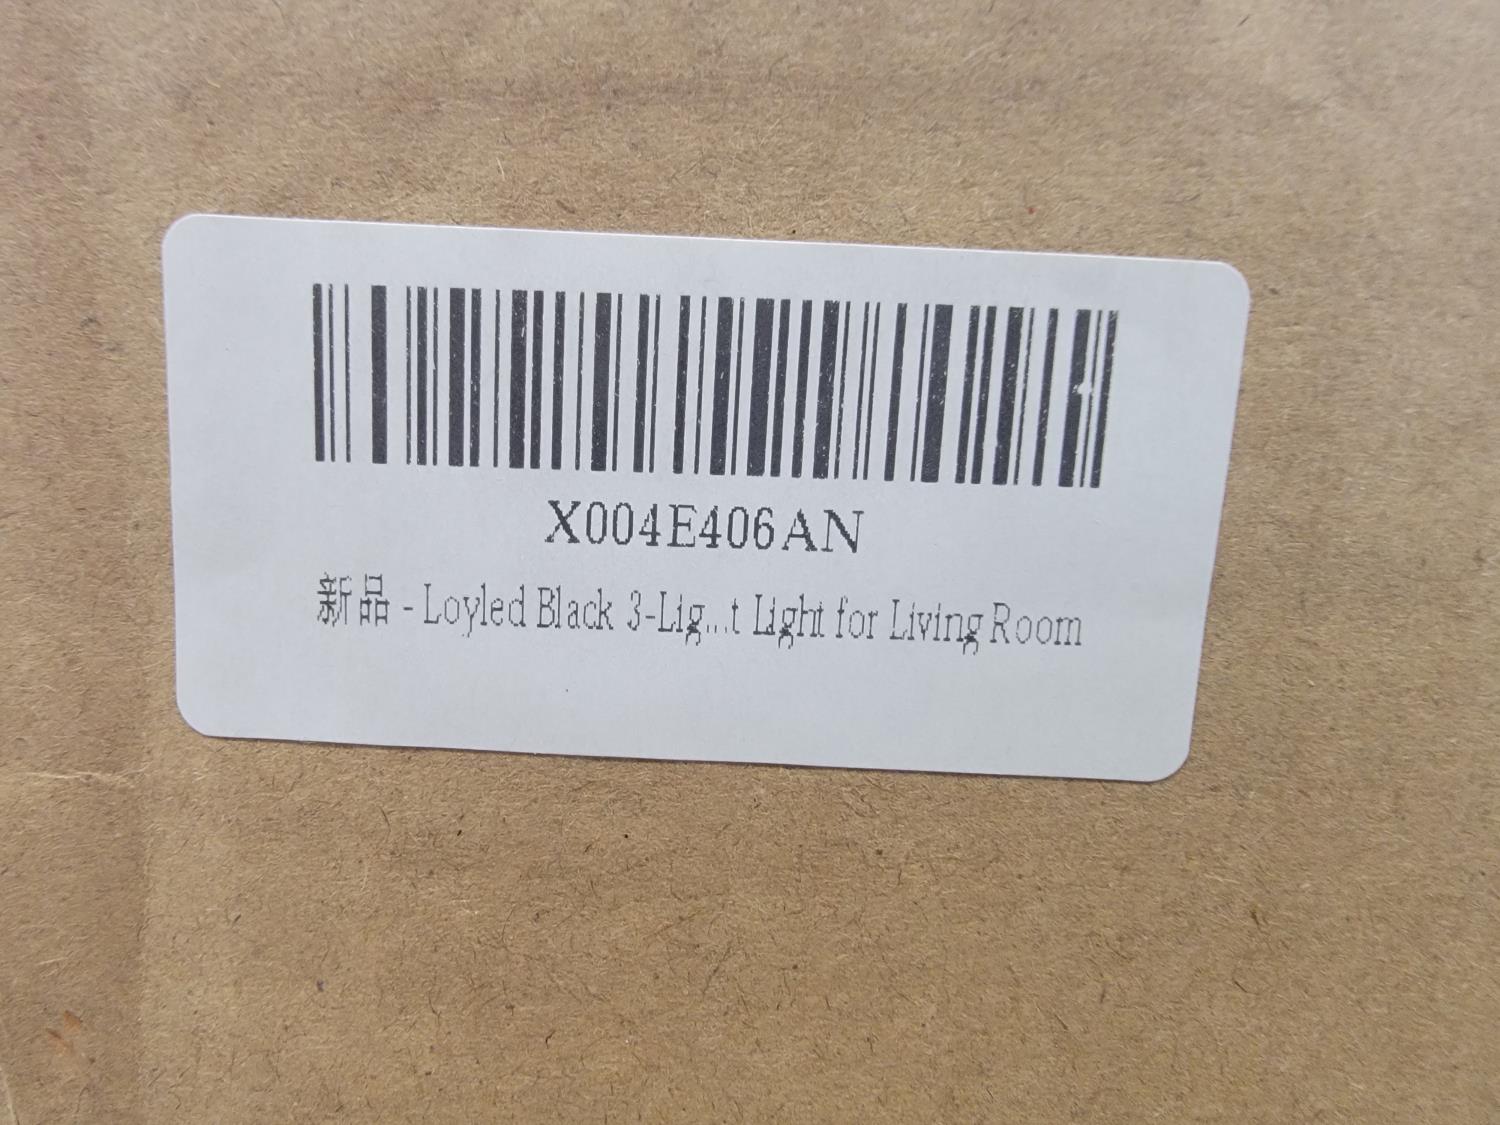 X004E406AN
新品 - Loyled Black 3-Lig...t Light for Living Room